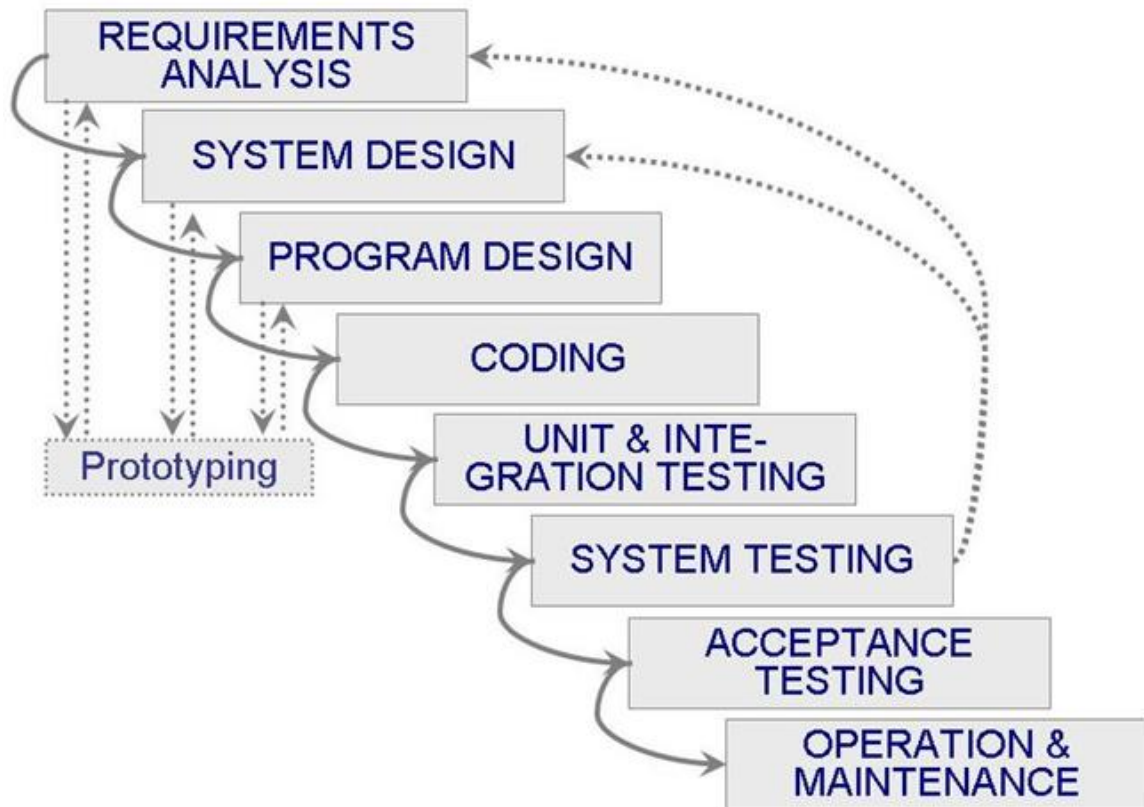 REQUIREMENTS
ANALYSIS
SYSTEM DESIGN
PROGRAM DESIGN
CODING
UNIT & INTE-
GRATION TESTING
Prototyping
SYSTEM TESTING
ACCEPTANCE
TESTING
OPERATION &
MAINTENANCE